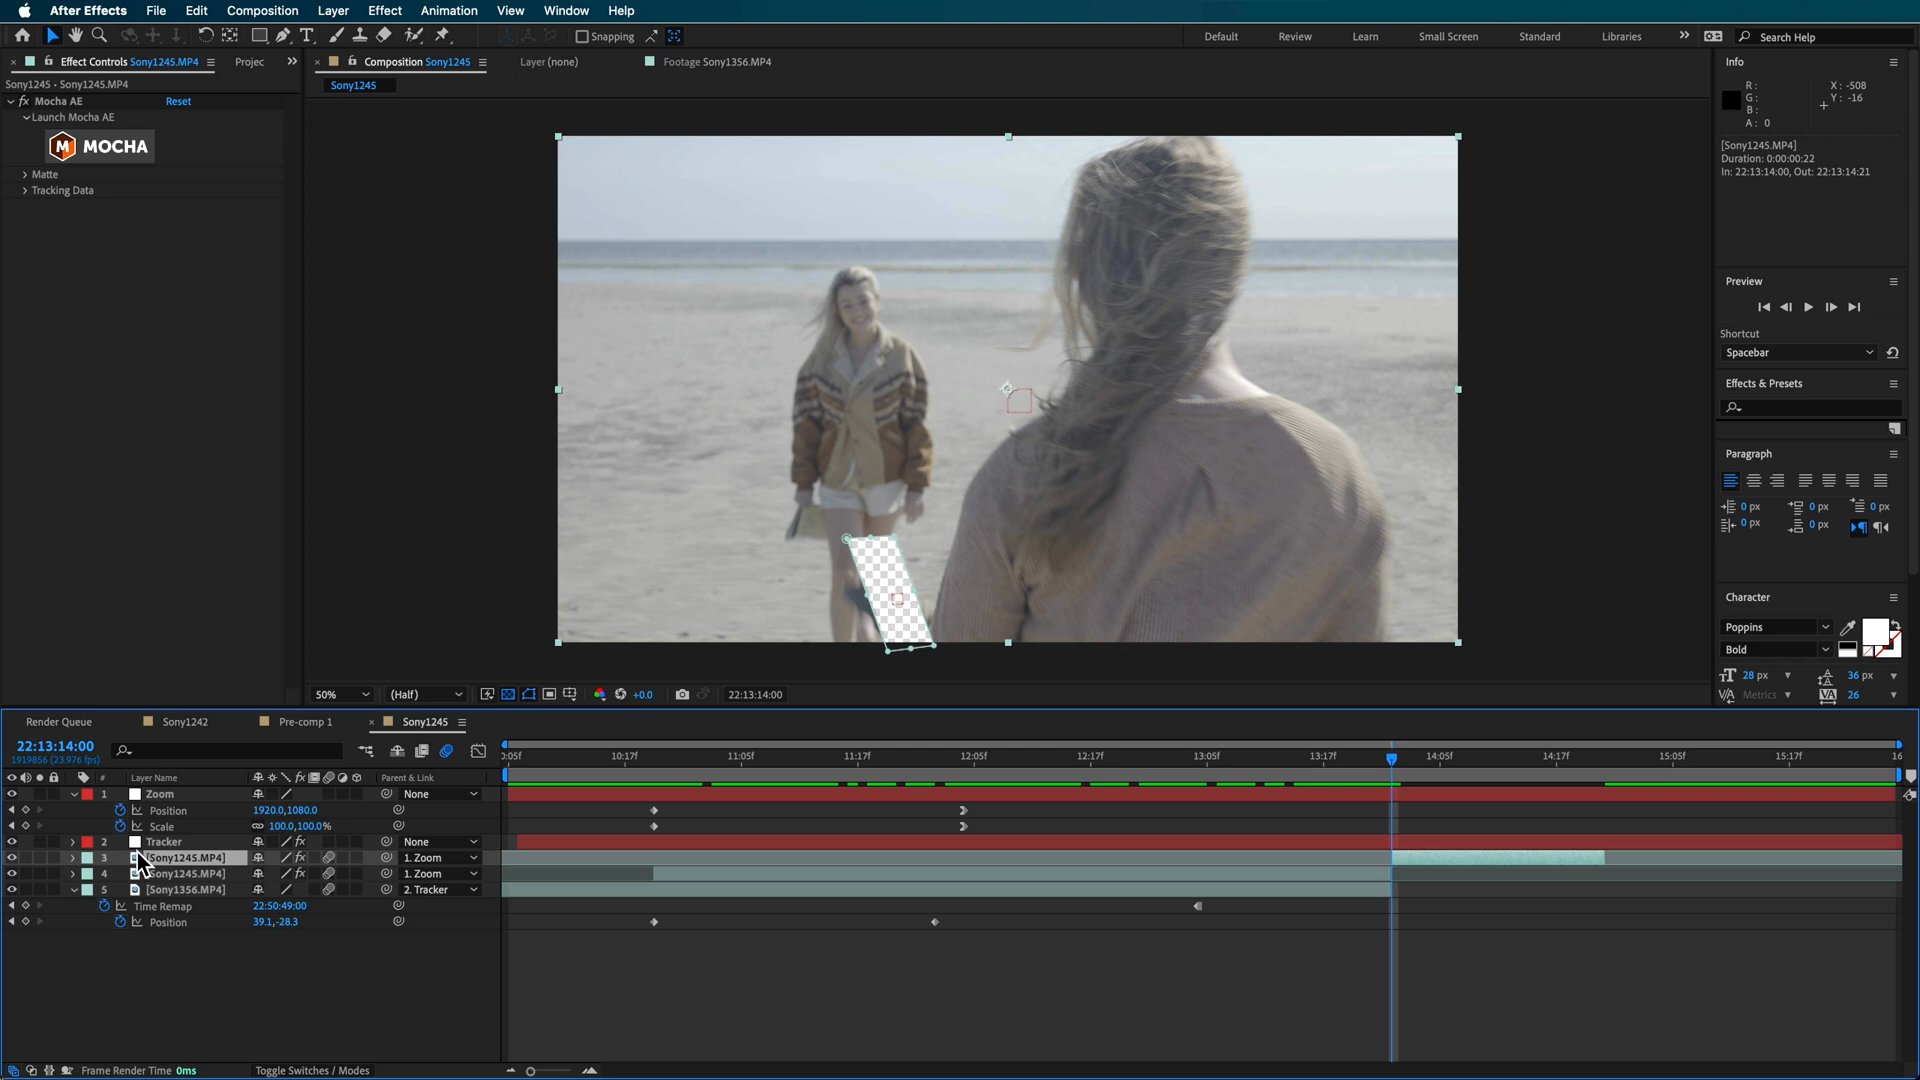 After Effects File Edit Composition Layer Effect Animation View Window Help
Snapping
Default Review Learn Small Screen Standard Libraries Search Help
Effect Controls Sony1245.MP4 Projec
Composition Sony1245 Layer (none) Footage Sony1356.MP4
Sony1245 • Sony1245.MP4
Sony1245
fx Mocha AE Reset
Launch Mocha AE
MOCHA
Matte
Tracking Data
Info
R: X: -508
G: Y: -16
B:
A: 0
[Sony1245.MP4]
Duration: 0:00:00:22
In: 22:13:14:00, Out: 22:13:14:21
Preview
Shortcut
Spacebar
Effects & Presets
Paragraph
0 px 0 px 0 px
0 px 0 px
Character
Poppins
Bold
28 px 36 px
Metrics 26
50% (Half) +0.0 22:13:14:00
Render Queue Sony1242 Pre-comp 1 Sony1245
22:13:14:00
1919856 (23.976 fps)
0:05f 10:17f 11:05f 11:17f 12:05f 12:17f 13:05f 13:17f 14:05f 14:17f 15:05f 15:17f 16
# Layer Name fx Parent & Link
1 Zoom None
Position 1920.0,1080.0
Scale 100.0,100.0%
2 Tracker fx None
3 [Sony1245.MP4] fx 1. Zoom
4 [Sony1245.MP4] fx 1. Zoom
5 [Sony1356.MP4] 2. Tracker
Time Remap 22:50:49:00
Position 39.1,-28.3
Frame Render Time 0ms Toggle Switches / Modes